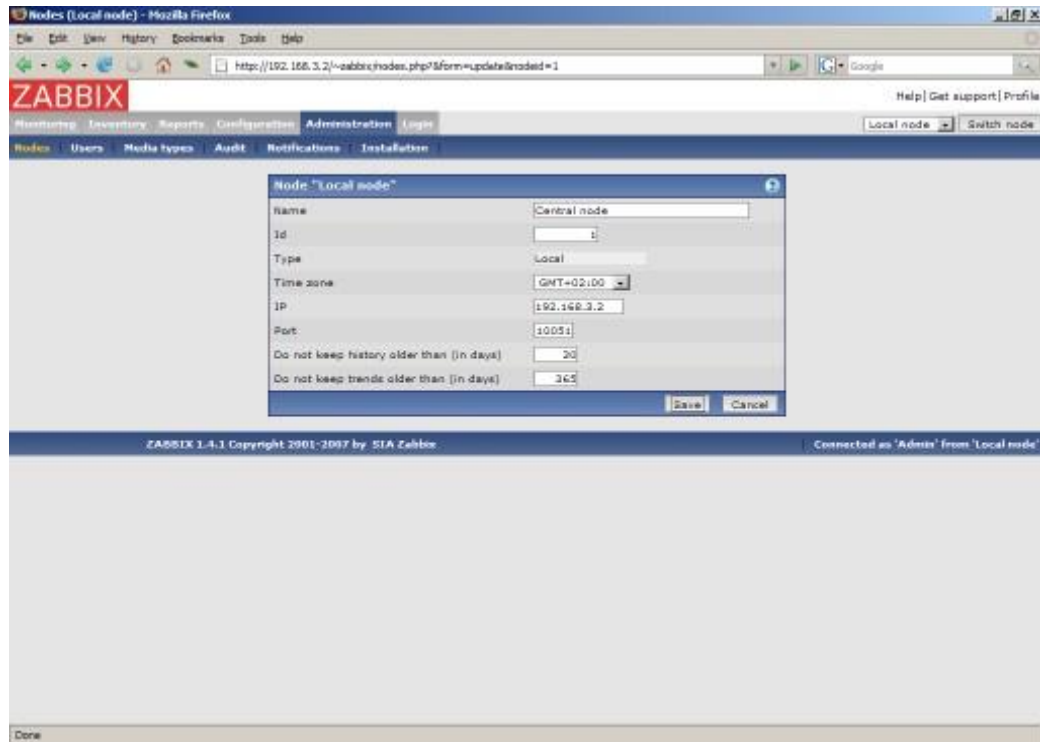 Nodes (Local node) - Mozilla Firefox
File Edit View History Bookmarks Tools Help
http://192.168.3.2/~zabbix/nodes.php?&form=update&nodeid=1
Google
ZABBIX
Help | Get support | Profile
Monitoring Inventory Reports Configuration Administration Login
Local node Switch node
Nodes Users Media types Audit Notifications Installation
Node "Local node"
Name Central node
Id 1
Type Local
Time zone GMT+02:00
IP 192.168.3.2
Port 10051
Do not keep history older than (in days) 30
Do not keep trends older than (in days) 365
Save Cancel
ZABBIX 1.4.1 Copyright 2001-2007 by SIA Zabbix
Connected as 'Admin' from 'Local node'
Done